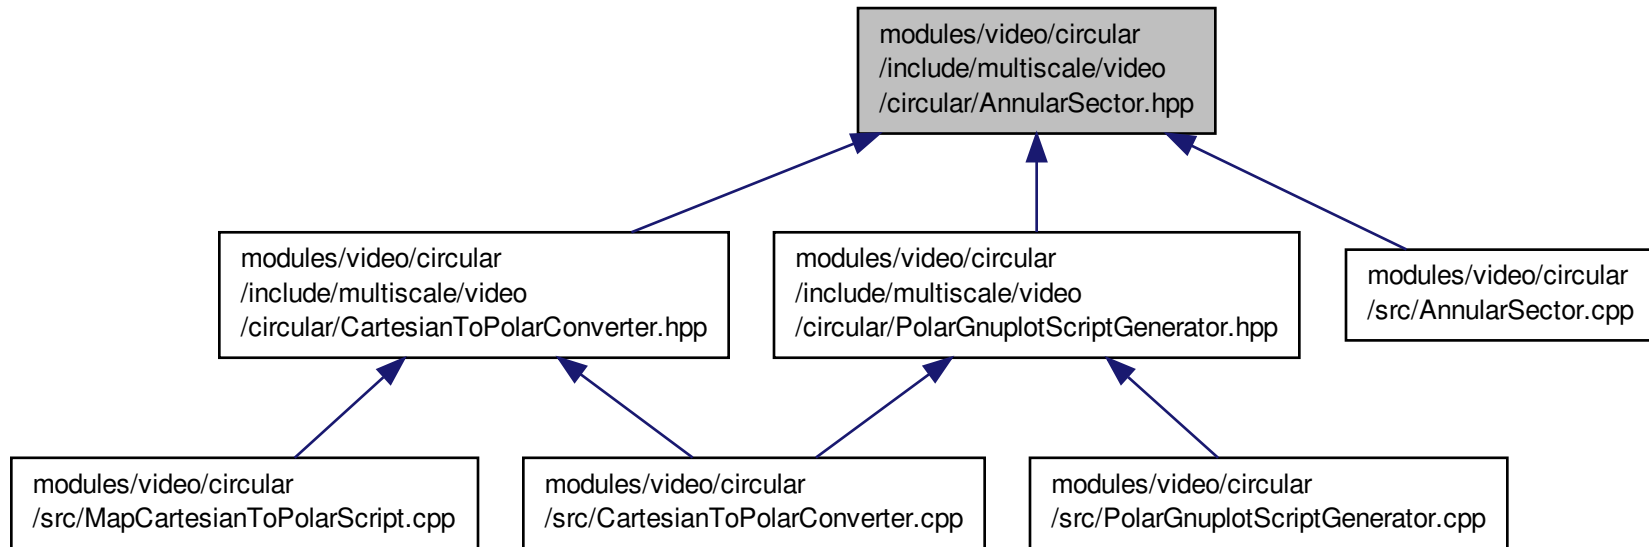 modules/video/circular
/include/multiscale/video
/circular/AnnularSector.hpp
modules/video/circular
/include/multiscale/video
/circular/CartesianToPolarConverter.hpp
modules/video/circular
/include/multiscale/video
/circular/PolarGnuplotScriptGenerator.hpp
modules/video/circular
/src/AnnularSector.cpp
modules/video/circular
/src/MapCartesianToPolarScript.cpp
modules/video/circular
/src/CartesianToPolarConverter.cpp
modules/video/circular
/src/PolarGnuplotScriptGenerator.cpp